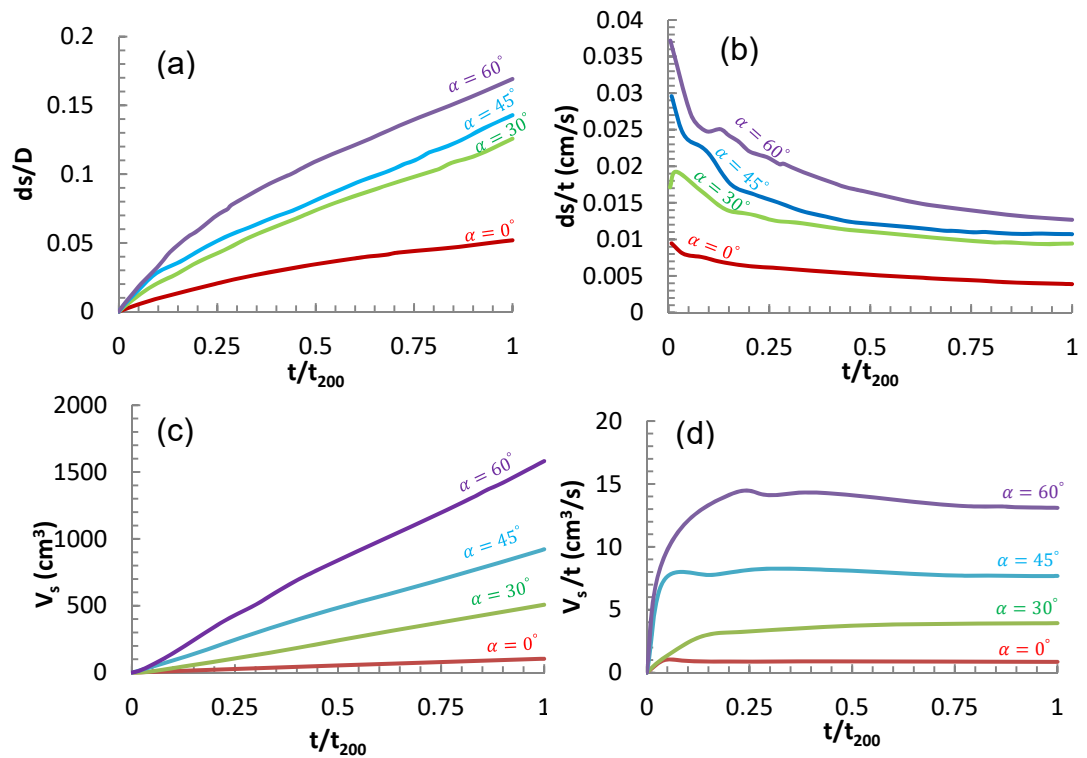 (a)
ds/D
0.2
0.15
0.1
0.05
0
α = 60°
α = 45°
α = 30°
α = 0°
0 0.25 0.5 0.75 1
t/t200
(b)
ds/t (cm/s)
0.04
0.035
0.03
0.025
0.02
0.015
0.01
0.005
0
α = 60°
α = 45°
α = 30°
α = 0°
0 0.25 0.5 0.75 1
t/t200
(c)
Vs (cm³)
2000
1500
1000
500
0
α = 60°
α = 45°
α = 30°
α = 0°
0 0.25 0.5 0.75 1
t/t200
(d)
Vs/t (cm³/s)
20
15
10
5
0
α = 60°
α = 45°
α = 30°
α = 0°
0 0.25 0.5 0.75 1
t/t200